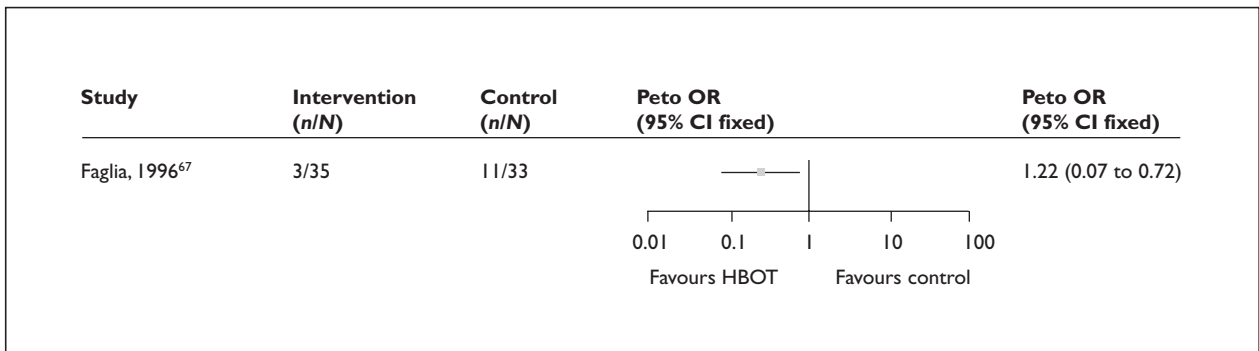 Study Intervention Control Peto OR Peto OR
(n/N) (n/N) (95% CI fixed) (95% CI fixed)
Faglia, 1996⁶⁷ 3/35 11/33 1.22 (0.07 to 0.72)
0.01 0.1 1 10 100
Favours HBOT Favours control